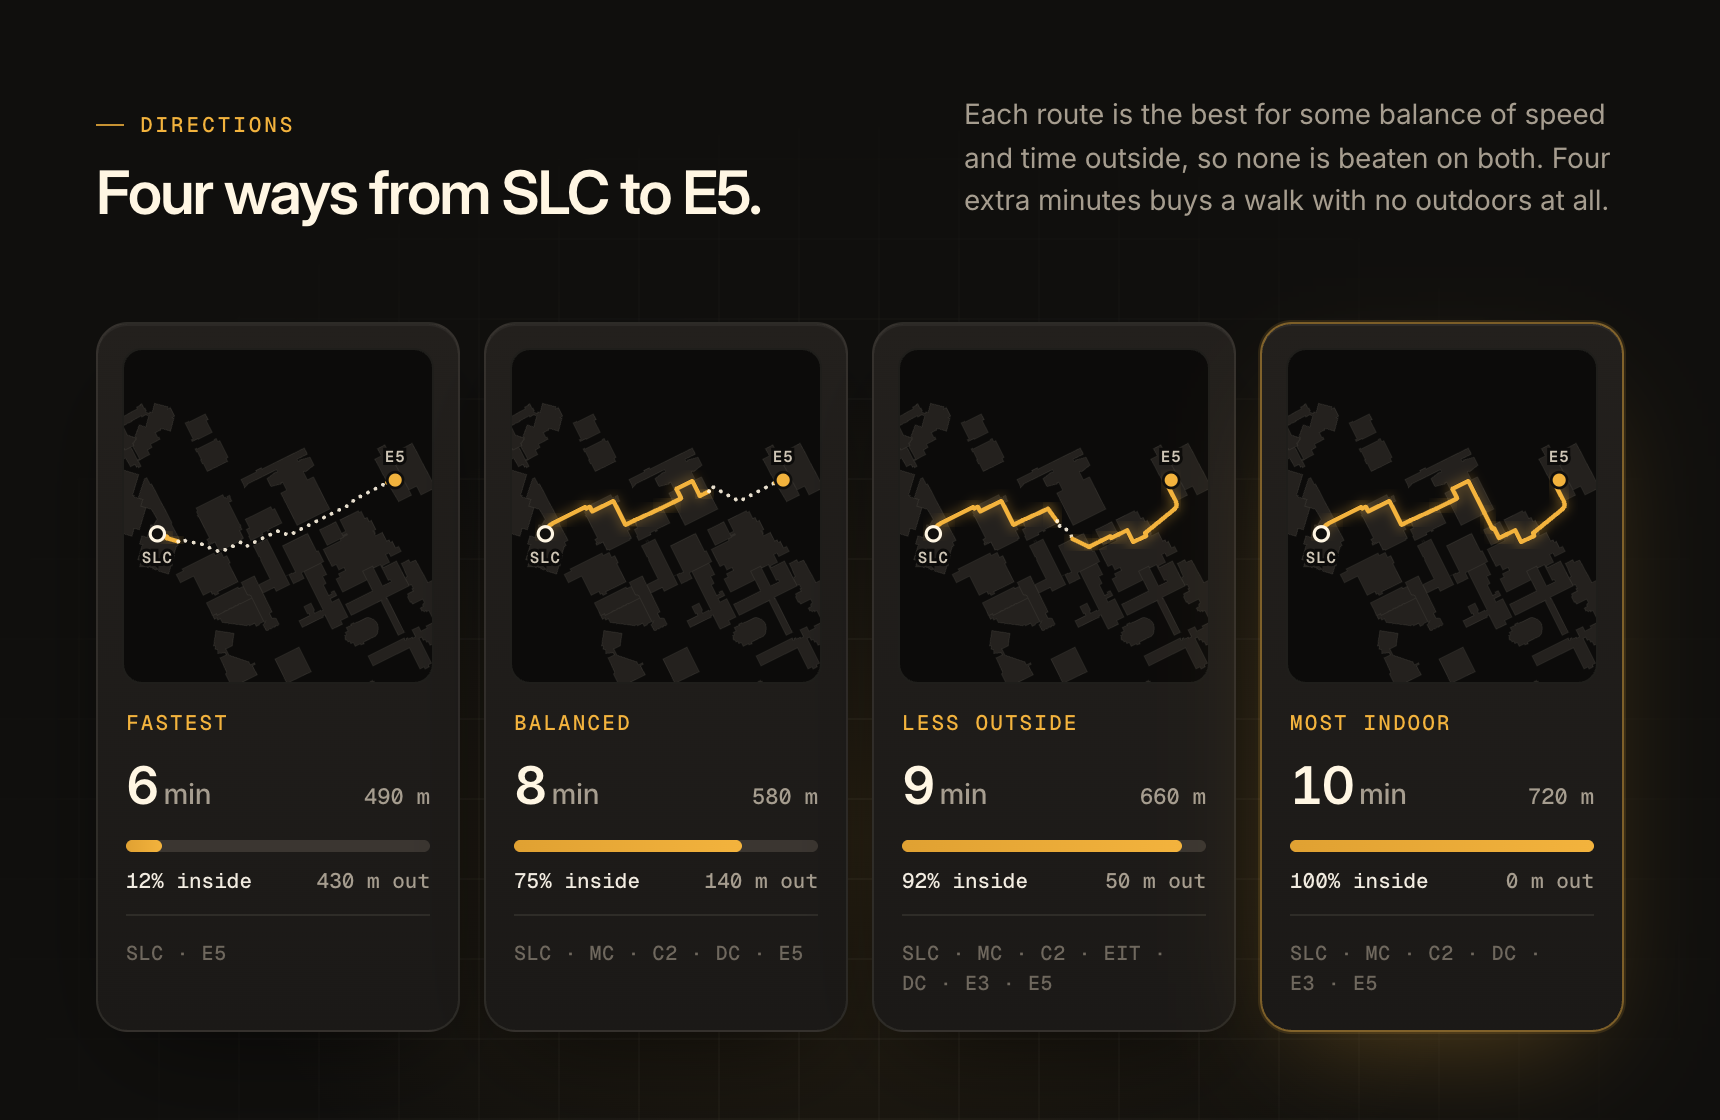 DIRECTIONS
Four ways from SLC to E5.
Each route is the best for some balance of speed
and time outside, so none is beaten on both. Four
extra minutes buys a walk with no outdoors at all.
E5
SLC
FASTEST
6 min
490 m
12% inside
430 m out
SLC · E5
E5
SLC
BALANCED
8 min
580 m
75% inside
140 m out
SLC · MC · C2 · DC · E5
E5
SLC
LESS OUTSIDE
9 min
660 m
92% inside
50 m out
SLC · MC · C2 · EIT ·
DC · E3 · E5
E5
SLC
MOST INDOOR
10 min
720 m
100% inside
0 m out
SLC · MC · C2 · DC ·
E3 · E5